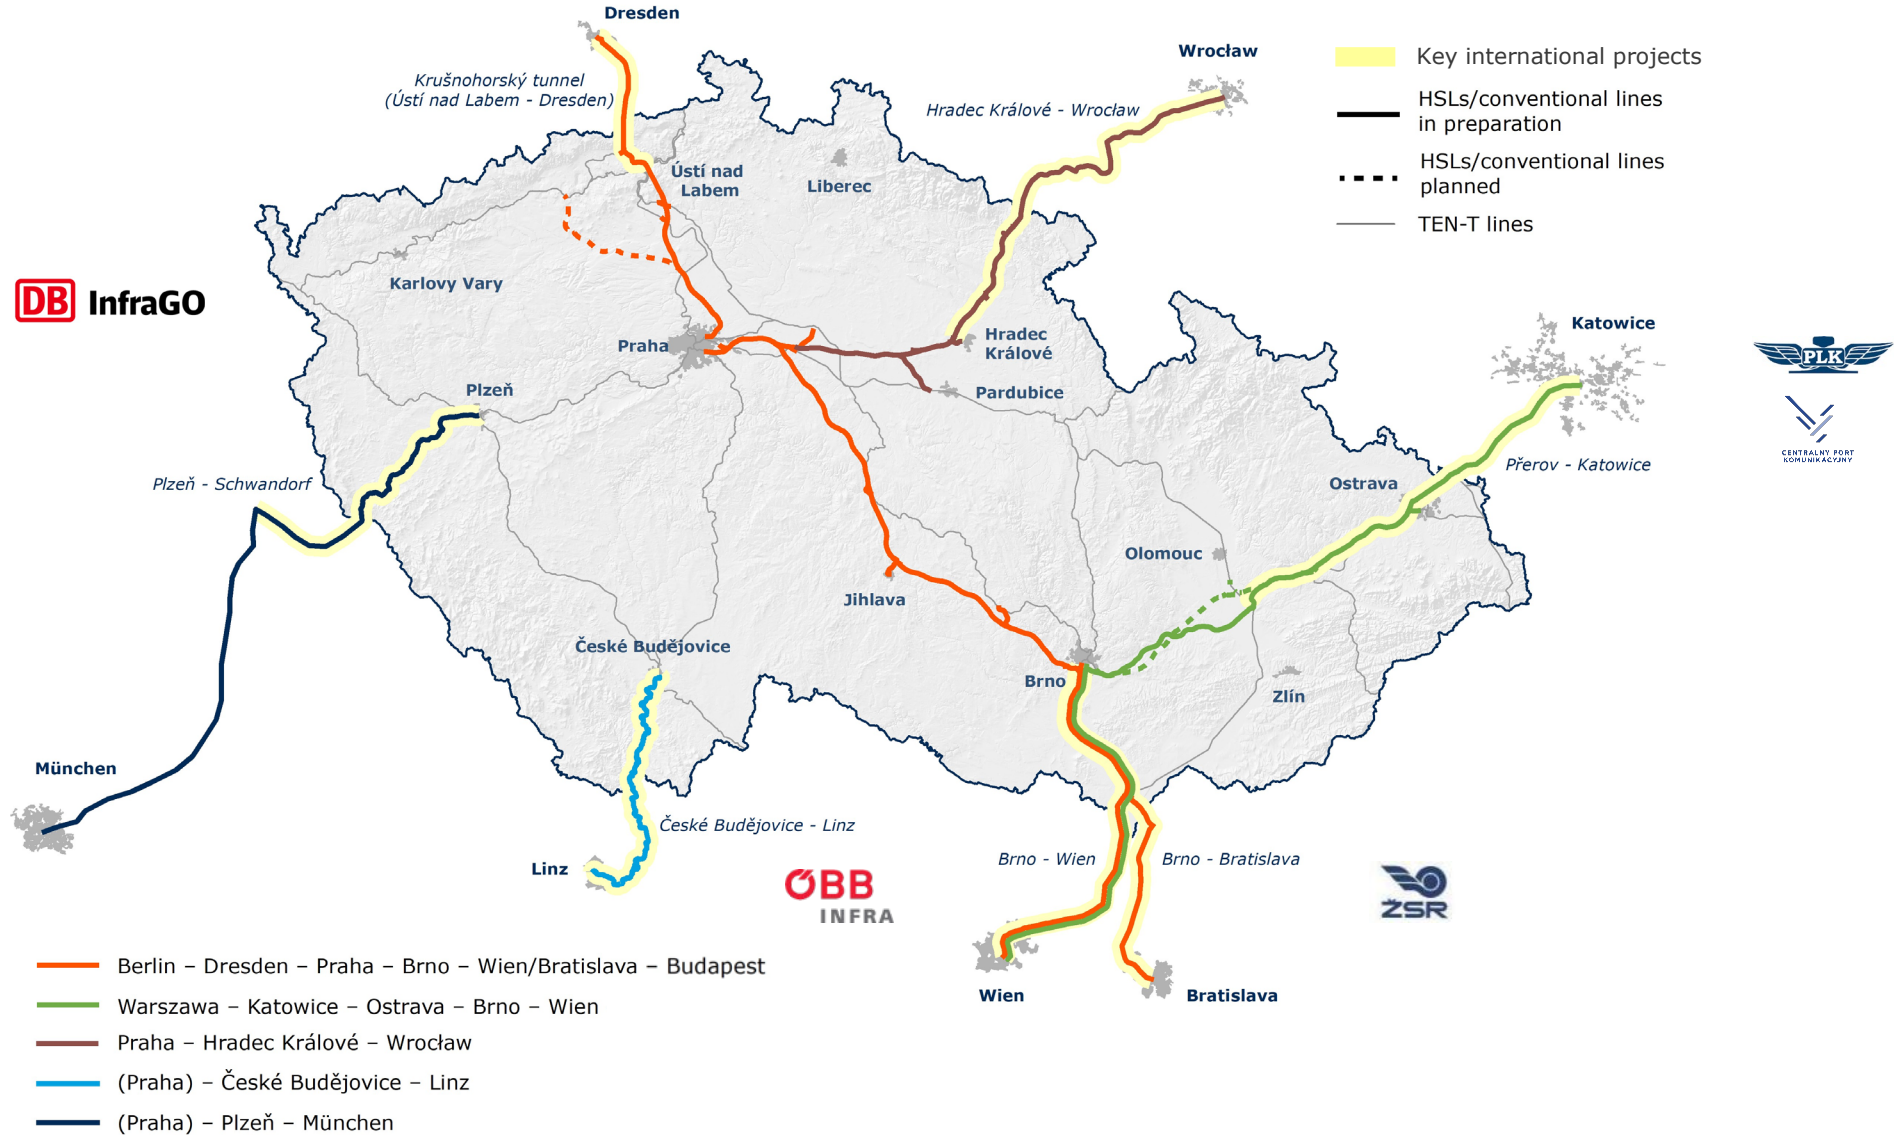 Dresden
Wrocław
Key international projects
Krušnohorský tunnel
(Ústí nad Labem - Dresden)
Hradec Králové - Wrocław
HSLs/conventional lines
in preparation
HSLs/conventional lines
planned
TEN-T lines
Ústí nad
Labem
Liberec
Karlovy Vary
DB InfraGO
Praha
Hradec
Králové
Katowice
PLK
Plzeň
Pardubice
CENTRALNY PORT
KOMUNIKACYJNY
Plzeň - Schwandorf
Přerov - Katowice
Ostrava
Olomouc
Jihlava
České Budějovice
Brno
Zlín
München
České Budějovice - Linz
Linz
Brno - Wien
Brno - Bratislava
ÖBB
INFRA
ŽSR
Wien
Bratislava
Berlin – Dresden – Praha – Brno – Wien/Bratislava – Budapest
Warszawa – Katowice – Ostrava – Brno – Wien
Praha – Hradec Králové – Wrocław
(Praha) – České Budějovice – Linz
(Praha) – Plzeň – München